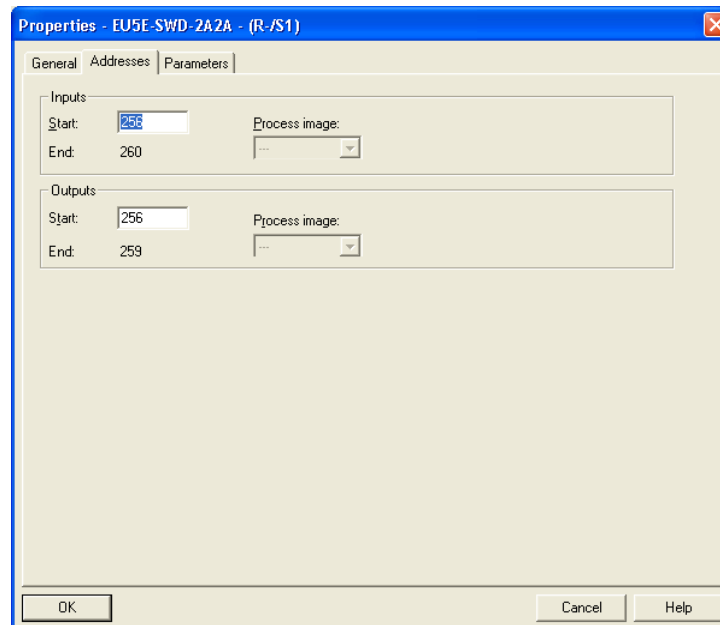 Properties - EU5E-SWD-2A2A - (R-/S1)
General Addresses Parameters
Inputs
Start: 256 Process image:
End: 260 ---
Outputs
Start: 256 Process image:
End: 259 ---
OK Cancel Help